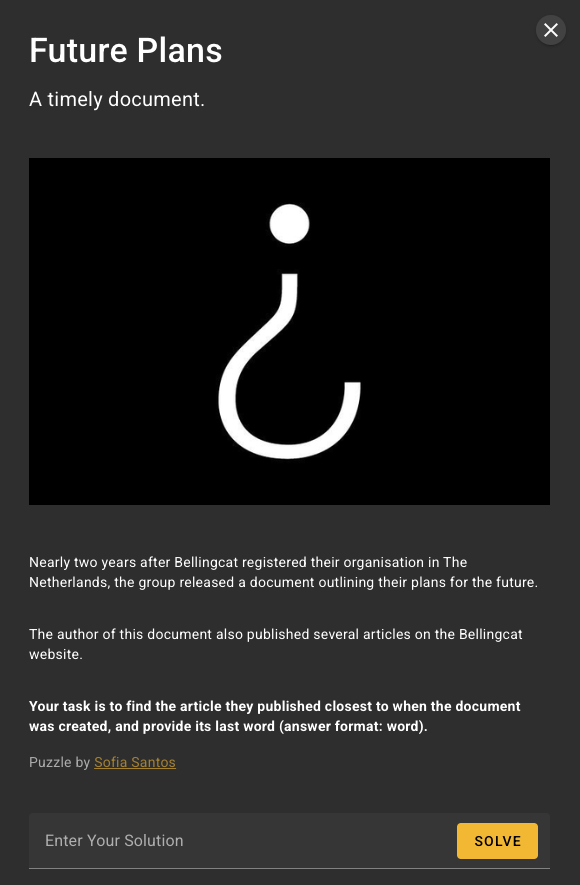 Future Plans
A timely document.
¿
Nearly two years after Bellingcat registered their organisation in The
Netherlands, the group released a document outlining their plans for the future.
The author of this document also published several articles on the Bellingcat
website.
Your task is to find the article they published closest to when the document
was created, and provide its last word (answer format: word).
Puzzle by Sofia Santos
Enter Your Solution
SOLVE